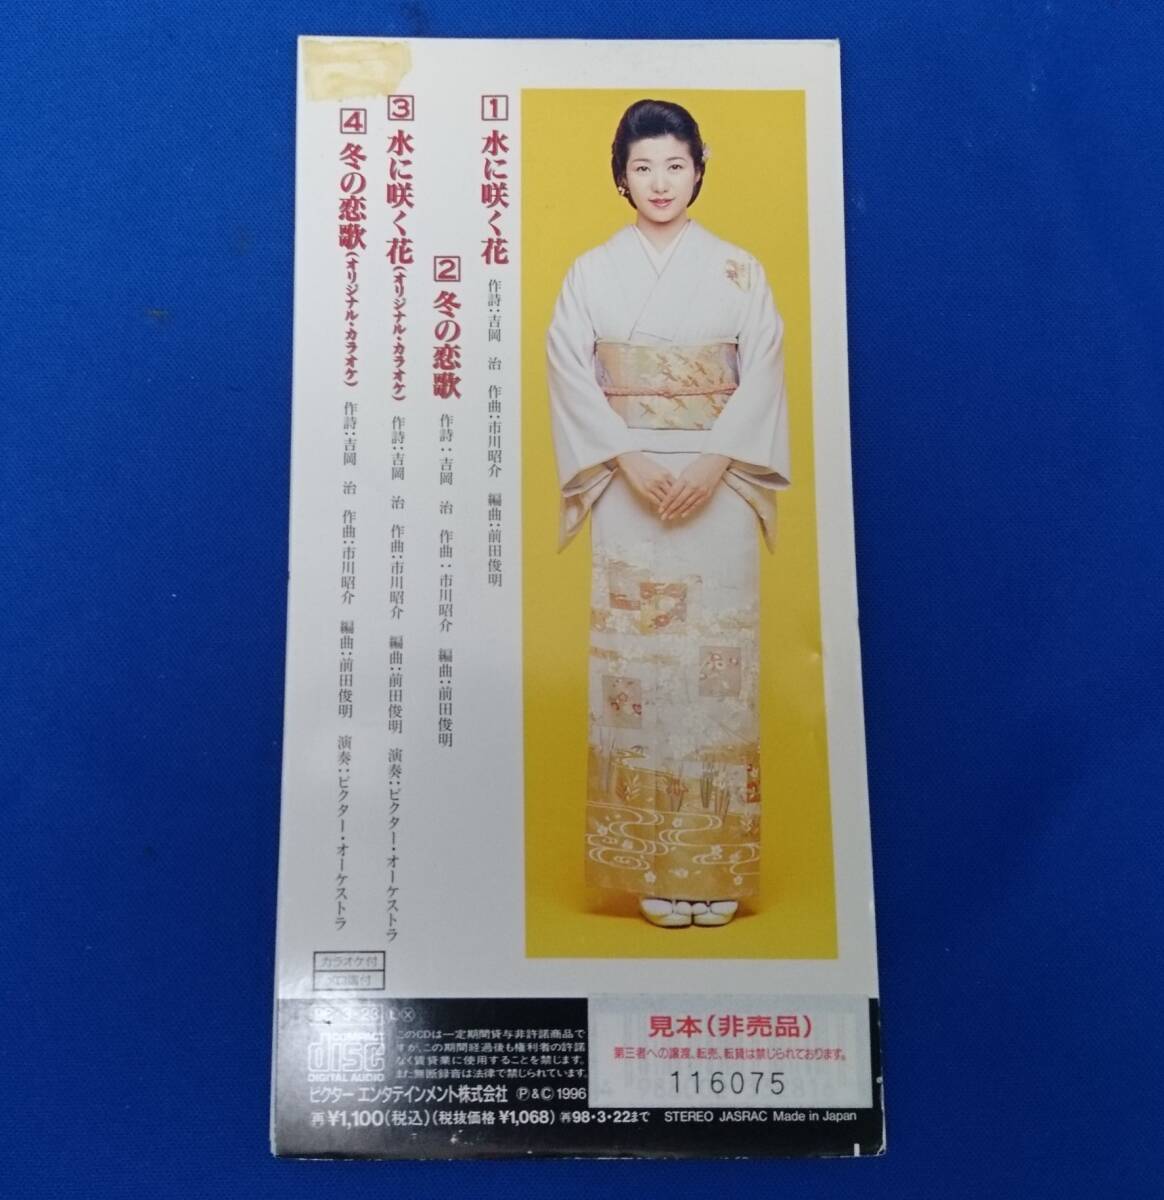 1 水に咲く花 作詩：吉岡　治　作曲：市川昭介　編曲：前田俊明
2 冬の恋歌 作詩：吉岡　治　作曲：市川昭介　編曲：前田俊明
3 水に咲く花（オリジナル・カラオケ） 作詩：吉岡　治　作曲：市川昭介　編曲：前田俊明　演奏：ビクター・オーケストラ
4 冬の恋歌（オリジナル・カラオケ） 作詩：吉岡　治　作曲：市川昭介　編曲：前田俊明　演奏：ビクター・オーケストラ
カラオケ付
メロ譜付
L X
COMPACT
disc
DIGITAL AUDIO
このCDは一定期間貸与非許諾商品で
すが、この期間経過後も権利者の許諾
なく賃貸業に使用することを禁じます。
また無断録音は法律で禁じられています。
見本(非売品)
第三者への譲渡、転売、転貸は禁じられております。
116075
ビクター エンタテインメント株式会社 Ⓟ&© 1996
再 ¥1,100(税込)(税抜価格 ¥1,068) 再98・3・22まで STEREO JASRAC Made in Japan